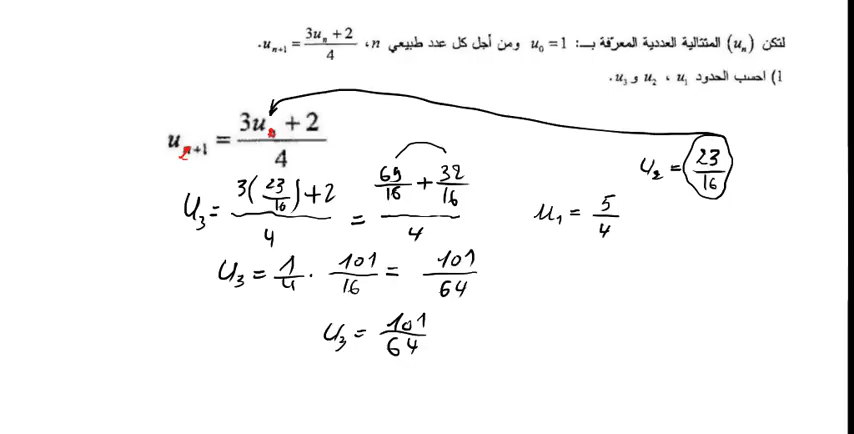 لتكن (uₙ) المتتالية العددية المعرّفة بـ: u₀ = 1 ومن أجل كل عدد طبيعي n، uₙ₊₁ = (3uₙ + 2)/4.
1) احسب الحدود u₁ ، u₂ و u₃.
u₂₊₁ = (3u₂ + 2)/4
U₂ = 23/16
U₃ = (3(23/16)+2)/4 = (69/16 + 32/16)/4
U₁ = 5/4
U₃ = 1/4 · 101/16 = 101/64
U₃ = 101/64